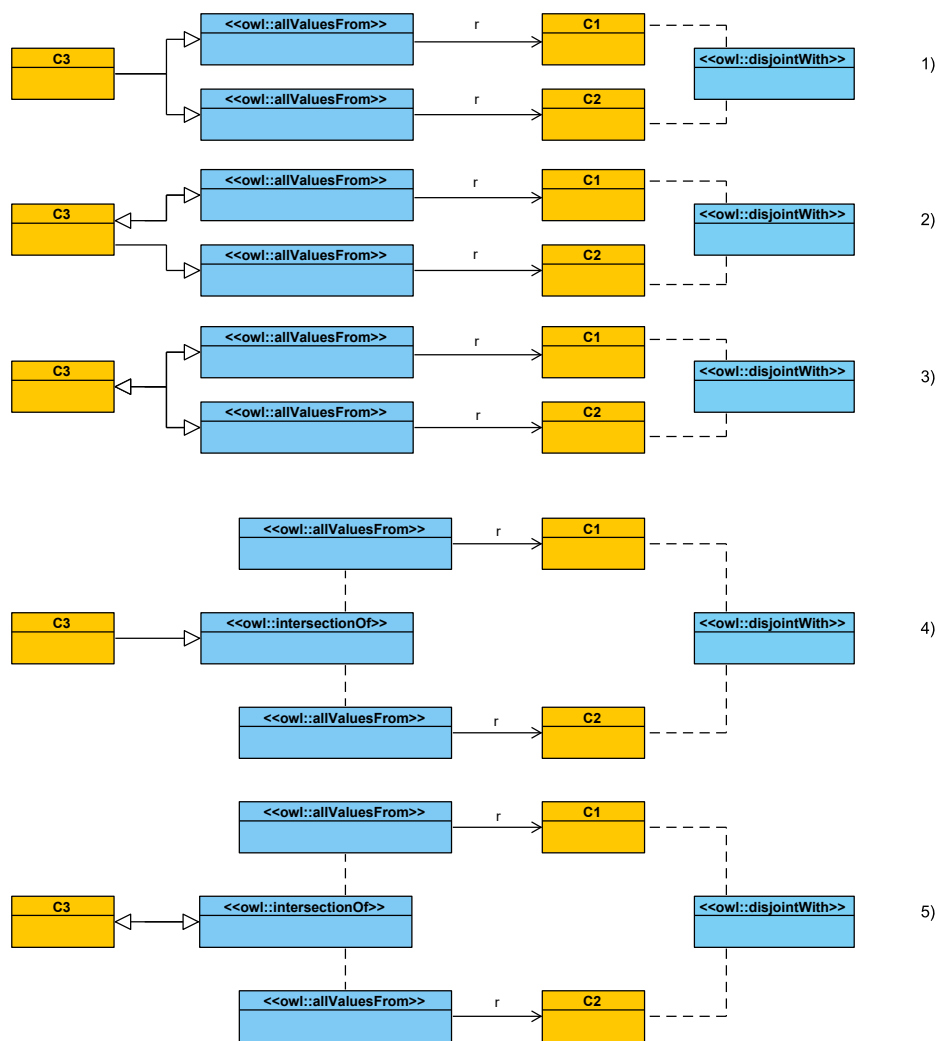 <<owl::allValuesFrom>> r C1
C3 <<owl::disjointWith>> 1)
<<owl::allValuesFrom>> r C2
<<owl::allValuesFrom>> r C1
C3 <<owl::disjointWith>> 2)
<<owl::allValuesFrom>> r C2
<<owl::allValuesFrom>> r C1
C3 <<owl::disjointWith>> 3)
<<owl::allValuesFrom>> r C2
<<owl::allValuesFrom>> r C1
C3 <<owl::intersectionOf>> <<owl::disjointWith>> 4)
<<owl::allValuesFrom>> r C2
<<owl::allValuesFrom>> r C1
C3 <<owl::intersectionOf>> <<owl::disjointWith>> 5)
<<owl::allValuesFrom>> r C2